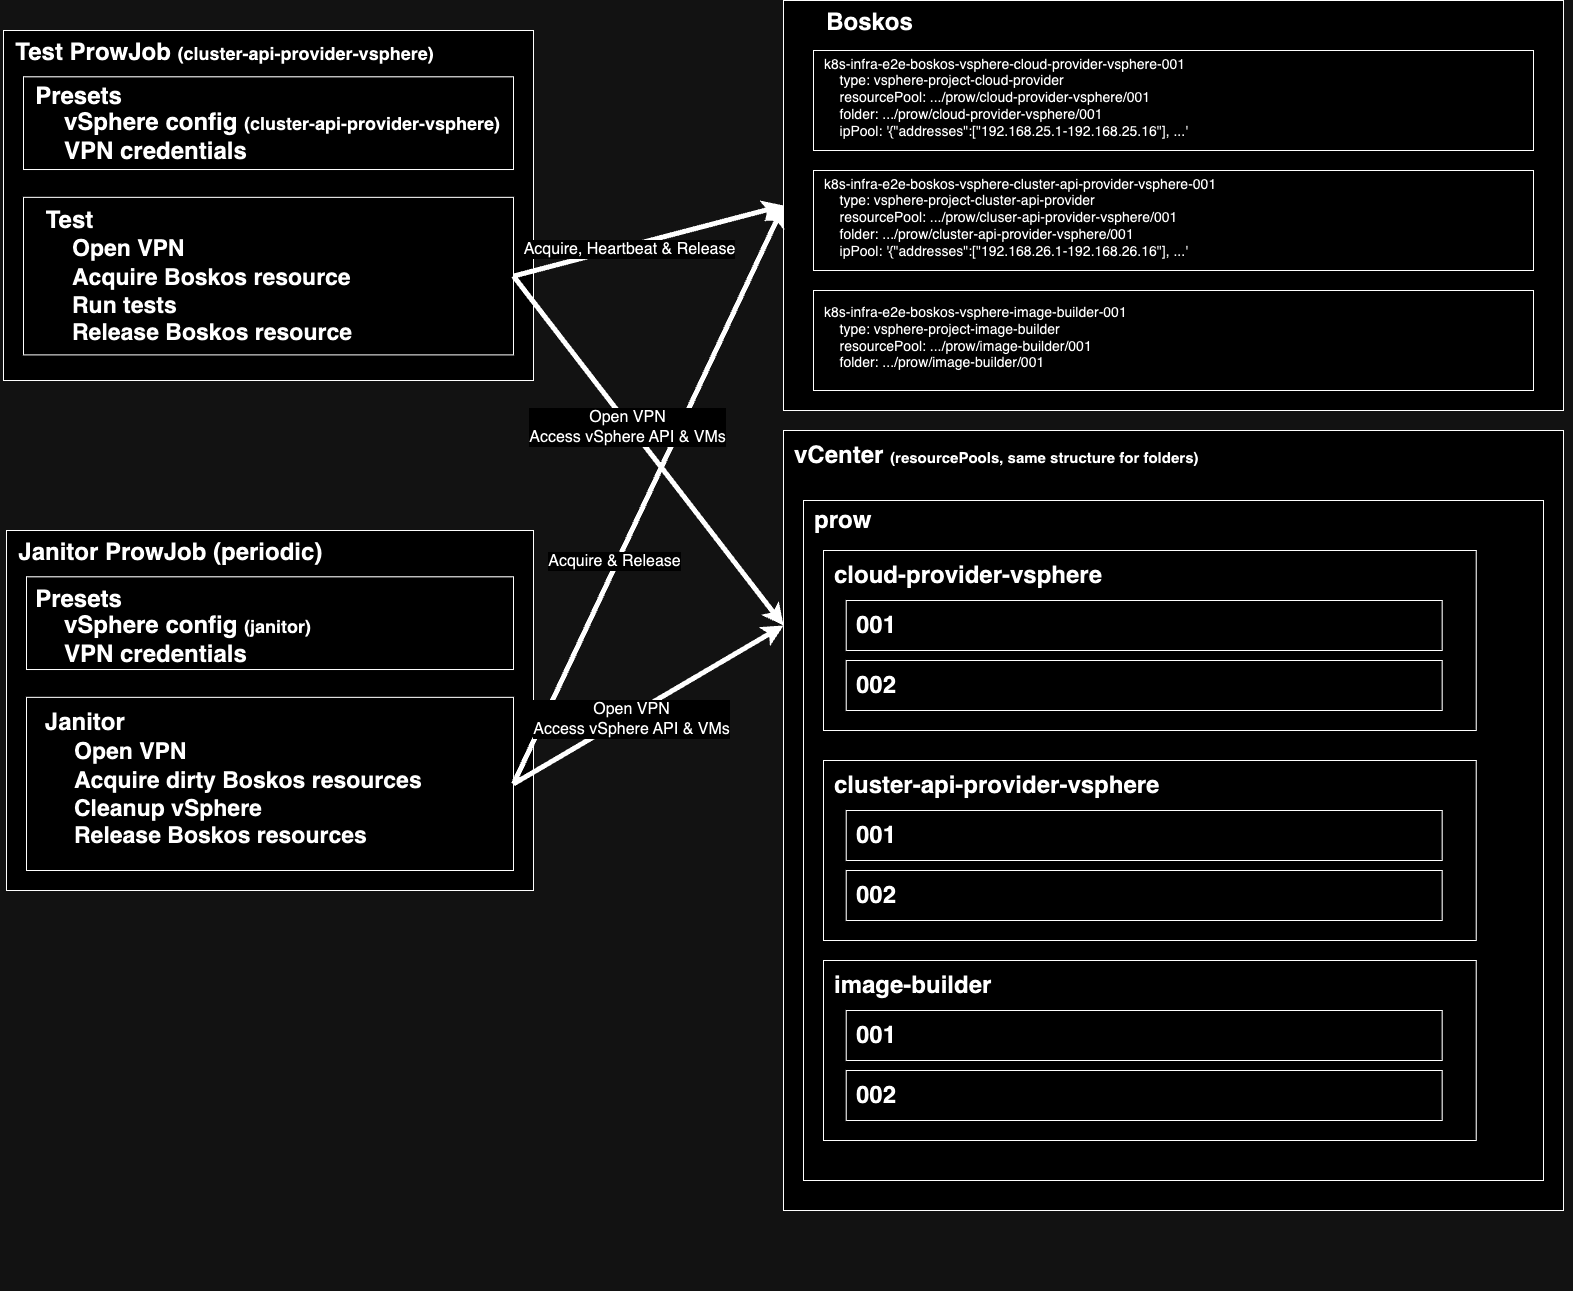 Test ProwJob (cluster-api-provider-vsphere)
Presets
vSphere config (cluster-api-provider-vsphere)
VPN credentials
Test
Open VPN
Acquire Boskos resource
Run tests
Release Boskos resource
Janitor ProwJob (periodic)
Presets
vSphere config (janitor)
VPN credentials
Janitor
Open VPN
Acquire dirty Boskos resources
Cleanup vSphere
Release Boskos resources
Acquire, Heartbeat & Release
Open VPN
Access vSphere API & VMs
Acquire & Release
Open VPN
Access vSphere API & VMs
Boskos
k8s-infra-e2e-boskos-vsphere-cloud-provider-vsphere-001
type: vsphere-project-cloud-provider
resourcePool: .../prow/cloud-provider-vsphere/001
folder: .../prow/cloud-provider-vsphere/001
ipPool: '{"addresses":["192.168.25.1-192.168.25.16"], ...'
k8s-infra-e2e-boskos-vsphere-cluster-api-provider-vsphere-001
type: vsphere-project-cluster-api-provider
resourcePool: .../prow/cluser-api-provider-vsphere/001
folder: .../prow/cluster-api-provider-vsphere/001
ipPool: '{"addresses":["192.168.26.1-192.168.26.16"], ...'
k8s-infra-e2e-boskos-vsphere-image-builder-001
type: vsphere-project-image-builder
resourcePool: .../prow/image-builder/001
folder: .../prow/image-builder/001
vCenter (resourcePools, same structure for folders)
prow
cloud-provider-vsphere
001
002
cluster-api-provider-vsphere
001
002
image-builder
001
002